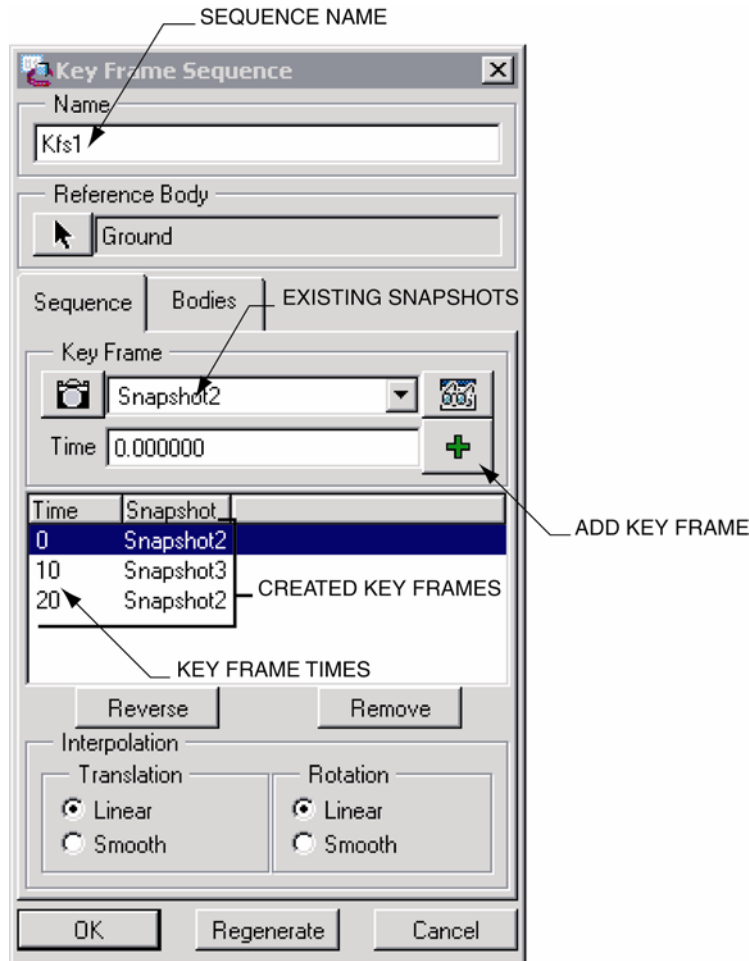 SEQUENCE NAME
Key Frame Sequence
Name
Kfs1
Reference Body
Ground
Sequence Bodies EXISTING SNAPSHOTS
Key Frame
Snapshot2
Time 0.000000
ADD KEY FRAME
Time Snapshot
0 Snapshot2
10 Snapshot3
20 Snapshot2
CREATED KEY FRAMES
KEY FRAME TIMES
Reverse Remove
Interpolation
Translation Rotation
Linear Linear
Smooth Smooth
OK Regenerate Cancel